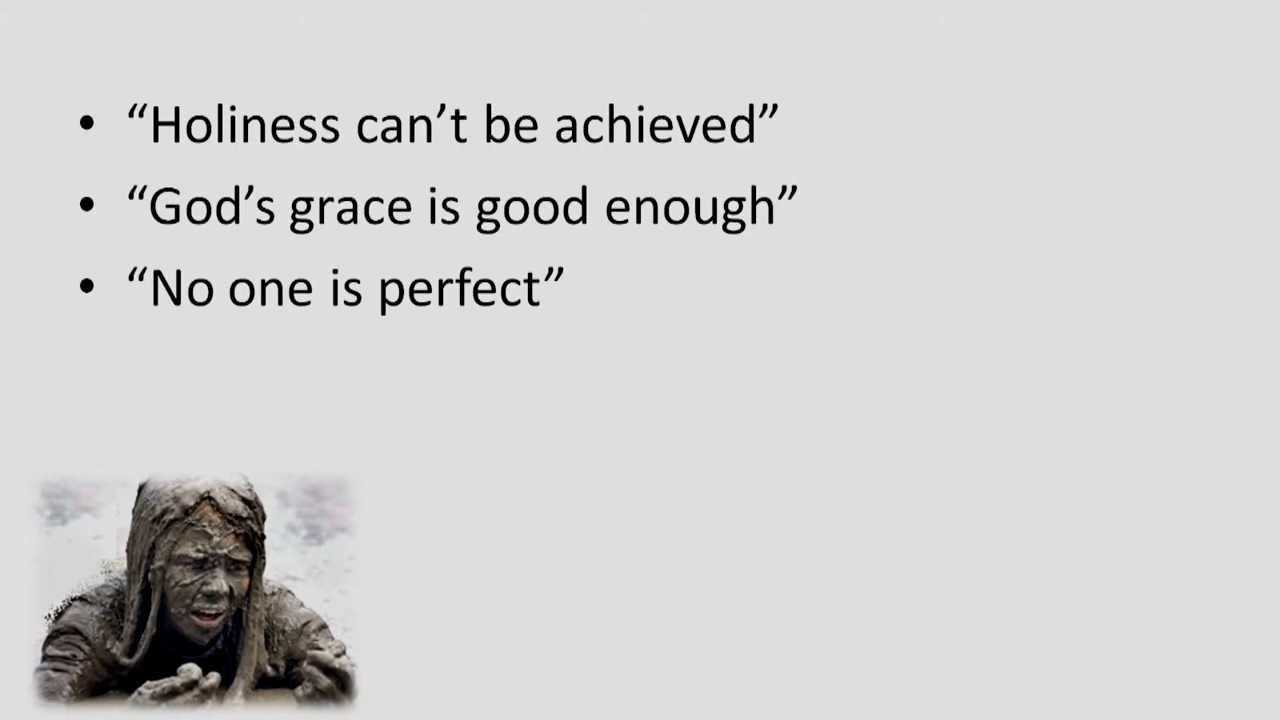 • “Holiness can’t be achieved”
• “God’s grace is good enough”
• “No one is perfect”